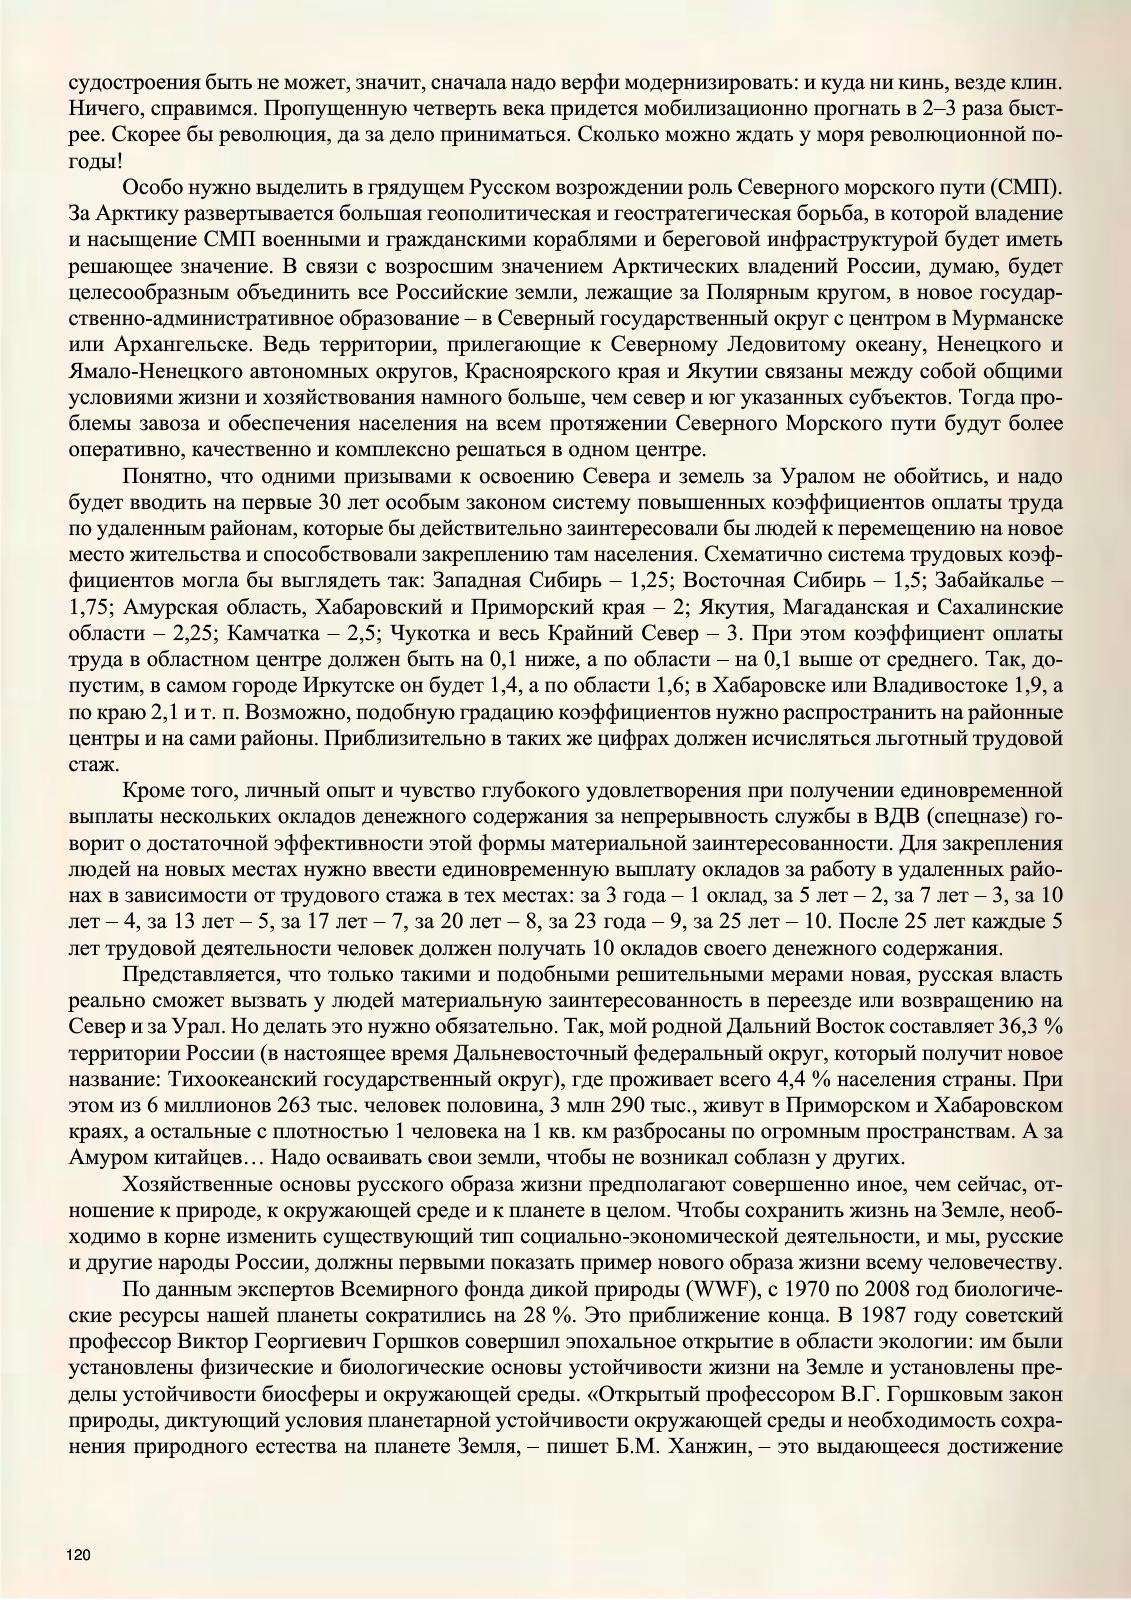 судостроения быть не может, значит, сначала надо верфи модернизировать: и куда ни кинь, везде клин.
Ничего, справимся. Пропущенную четверть века придется мобилизационно прогнать в 2–3 раза быст-
рее. Скорее бы революция, да за дело приниматься. Сколько можно ждать у моря революционной по-
годы!
Особо нужно выделить в грядущем Русском возрождении роль Северного морского пути (СМП).
За Арктику развертывается большая геополитическая и геостратегическая борьба, в которой владение
и насыщение СМП военными и гражданскими кораблями и береговой инфраструктурой будет иметь
решающее значение. В связи с возросшим значением Арктических владений России, думаю, будет
целесообразным объединить все Российские земли, лежащие за Полярным кругом, в новое государ-
ственно-административное образование – в Северный государственный округ с центром в Мурманске
или Архангельске. Ведь территории, прилегающие к Северному Ледовитому океану, Ненецкого и
Ямало-Ненецкого автономных округов, Красноярского края и Якутии связаны между собой общими
условиями жизни и хозяйствования намного больше, чем север и юг указанных субъектов. Тогда про-
блемы завоза и обеспечения населения на всем протяжении Северного Морского пути будут более
оперативно, качественно и комплексно решаться в одном центре.
Понятно, что одними призывами к освоению Севера и земель за Уралом не обойтись, и надо
будет вводить на первые 30 лет особым законом систему повышенных коэффициентов оплаты труда
по удаленным районам, которые бы действительно заинтересовали бы людей к перемещению на новое
место жительства и способствовали закреплению там населения. Схематично система трудовых коэф-
фициентов могла бы выглядеть так: Западная Сибирь – 1,25; Восточная Сибирь – 1,5; Забайкалье –
1,75; Амурская область, Хабаровский и Приморский края – 2; Якутия, Магаданская и Сахалинские
области – 2,25; Камчатка – 2,5; Чукотка и весь Крайний Север – 3. При этом коэффициент оплаты
труда в областном центре должен быть на 0,1 ниже, а по области – на 0,1 выше от среднего. Так, до-
пустим, в самом городе Иркутске он будет 1,4, а по области 1,6; в Хабаровске или Владивостоке 1,9, а
по краю 2,1 и т. п. Возможно, подобную градацию коэффициентов нужно распространить на районные
центры и на сами районы. Приблизительно в таких же цифрах должен исчисляться льготный трудовой
стаж.
Кроме того, личный опыт и чувство глубокого удовлетворения при получении единовременной
выплаты нескольких окладов денежного содержания за непрерывность службы в ВДВ (спецназе) го-
ворит о достаточной эффективности этой формы материальной заинтересованности. Для закрепления
людей на новых местах нужно ввести единовременную выплату окладов за работу в удаленных райо-
нах в зависимости от трудового стажа в тех местах: за 3 года – 1 оклад, за 5 лет – 2, за 7 лет – 3, за 10
лет – 4, за 13 лет – 5, за 17 лет – 7, за 20 лет – 8, за 23 года – 9, за 25 лет – 10. После 25 лет каждые 5
лет трудовой деятельности человек должен получать 10 окладов своего денежного содержания.
Представляется, что только такими и подобными решительными мерами новая, русская власть
реально сможет вызвать у людей материальную заинтересованность в переезде или возвращению на
Север и за Урал. Но делать это нужно обязательно. Так, мой родной Дальний Восток составляет 36,3 %
территории России (в настоящее время Дальневосточный федеральный округ, который получит новое
название: Тихоокеанский государственный округ), где проживает всего 4,4 % населения страны. При
этом из 6 миллионов 263 тыс. человек половина, 3 млн 290 тыс., живут в Приморском и Хабаровском
краях, а остальные с плотностью 1 человека на 1 кв. км разбросаны по огромным пространствам. А за
Амуром китайцев… Надо осваивать свои земли, чтобы не возникал соблазн у других.
Хозяйственные основы русского образа жизни предполагают совершенно иное, чем сейчас, от-
ношение к природе, к окружающей среде и к планете в целом. Чтобы сохранить жизнь на Земле, необ-
ходимо в корне изменить существующий тип социально-экономической деятельности, и мы, русские
и другие народы России, должны первыми показать пример нового образа жизни всему человечеству.
По данным экспертов Всемирного фонда дикой природы (WWF), с 1970 по 2008 год биологиче-
ские ресурсы нашей планеты сократились на 28 %. Это приближение конца. В 1987 году советский
профессор Виктор Георгиевич Горшков совершил эпохальное открытие в области экологии: им были
установлены физические и биологические основы устойчивости жизни на Земле и установлены пре-
делы устойчивости биосферы и окружающей среды. «Открытый профессором В.Г. Горшковым закон
природы, диктующий условия планетарной устойчивости окружающей среды и необходимость сохра-
нения природного естества на планете Земля, – пишет Б.М. Ханжин, – это выдающееся достижение
120